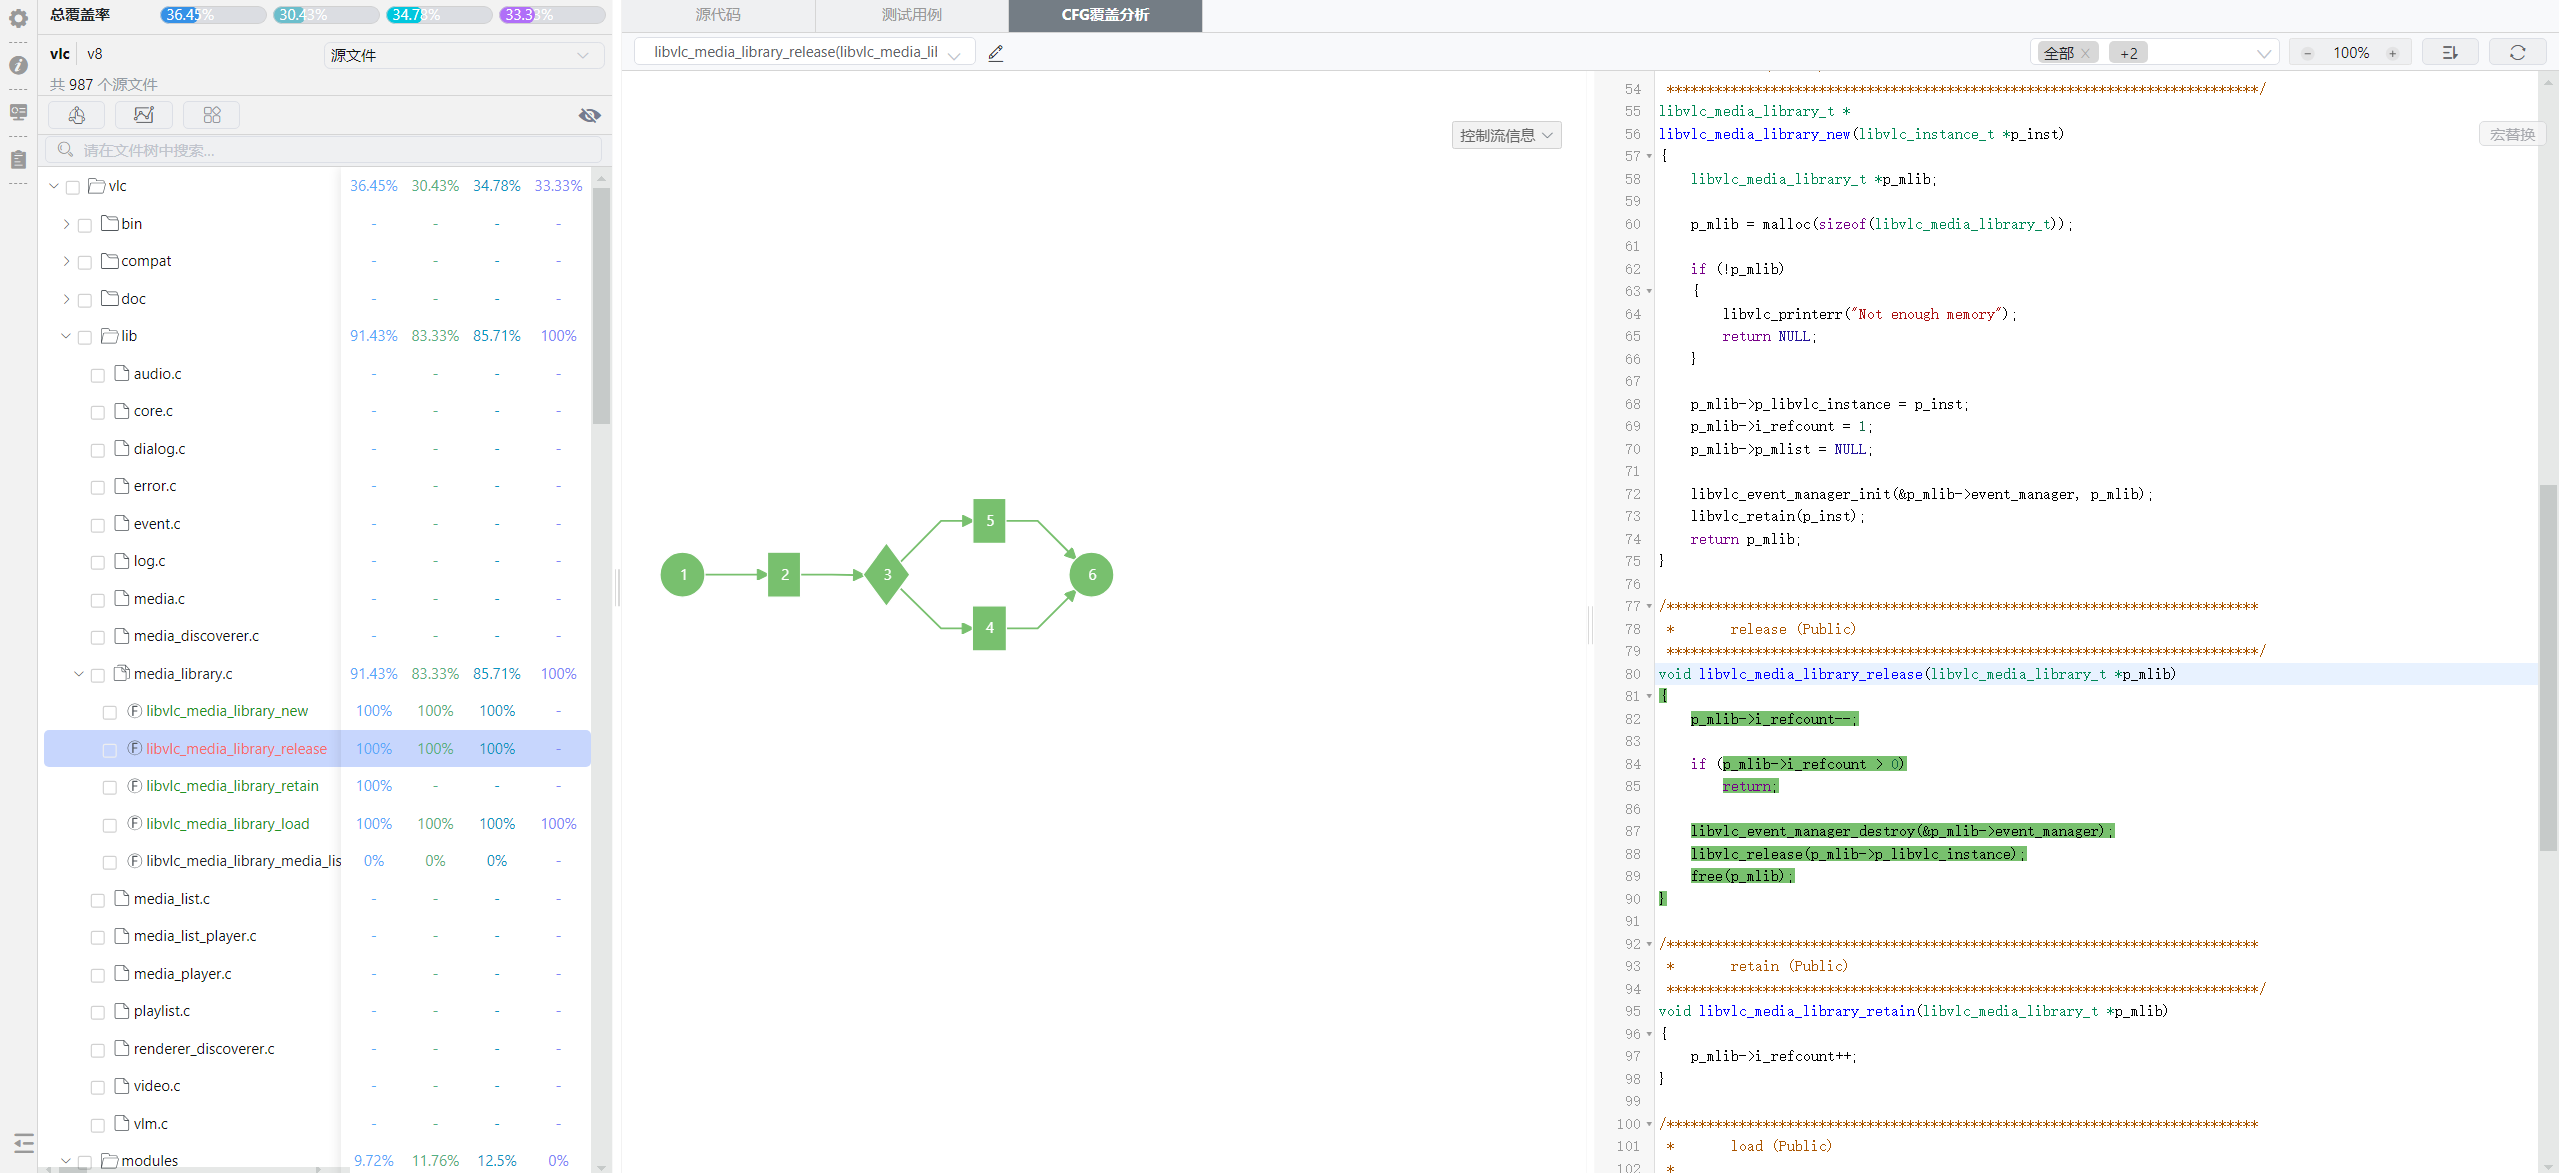 总覆盖率 36.45% 30.43% 34.78% 33.33%
vlc v8 源文件
共 987 个源文件
请在文件树中搜索...
vlc 36.45% 30.43% 34.78% 33.33%
bin - - - -
compat - - - -
doc - - - -
lib 91.43% 83.33% 85.71% 100%
audio.c - - - -
core.c - - - -
dialog.c - - - -
error.c - - - -
event.c - - - -
log.c - - - -
media.c - - - -
media_discoverer.c - - - -
media_library.c 91.43% 83.33% 85.71% 100%
F libvlc_media_library_new 100% 100% 100% -
F libvlc_media_library_release 100% 100% 100% -
F libvlc_media_library_retain 100% - - -
F libvlc_media_library_load 100% 100% 100% 100%
F libvlc_media_library_media_lis 0% 0% 0% -
media_list.c - - - -
media_list_player.c - - - -
media_player.c - - - -
playlist.c - - - -
renderer_discoverer.c - - - -
video.c - - - -
vlm.c - - - -
modules 9.72% 11.76% 12.5% 0%
源代码 测试用例 CFG覆盖分析
libvlc_media_library_release(libvlc_media_lil
全部 +2 100%
控制流信息
1 2 3 5 4 6
宏替换
54 **************************************************************************/
55 libvlc_media_library_t *
56 libvlc_media_library_new(libvlc_instance_t *p_inst)
57 {
58 libvlc_media_library_t *p_mlib;
59
60 p_mlib = malloc(sizeof(libvlc_media_library_t));
61
62 if (!p_mlib)
63 {
64 libvlc_printerr("Not enough memory");
65 return NULL;
66 }
67
68 p_mlib->p_libvlc_instance = p_inst;
69 p_mlib->i_refcount = 1;
70 p_mlib->p_mlist = NULL;
71
72 libvlc_event_manager_init(&p_mlib->event_manager, p_mlib);
73 libvlc_retain(p_inst);
74 return p_mlib;
75 }
76
77 /**************************************************************************
78 * release (Public)
79 **************************************************************************/
80 void libvlc_media_library_release(libvlc_media_library_t *p_mlib)
81 {
82 p_mlib->i_refcount--;
83
84 if (p_mlib->i_refcount > 0)
85 return;
86
87 libvlc_event_manager_destroy(&p_mlib->event_manager);
88 libvlc_release(p_mlib->p_libvlc_instance);
89 free(p_mlib);
90 }
91
92 /**************************************************************************
93 * retain (Public)
94 **************************************************************************/
95 void libvlc_media_library_retain(libvlc_media_library_t *p_mlib)
96 {
97 p_mlib->i_refcount++;
98 }
99
100 /**************************************************************************
101 * load (Public)
102 *